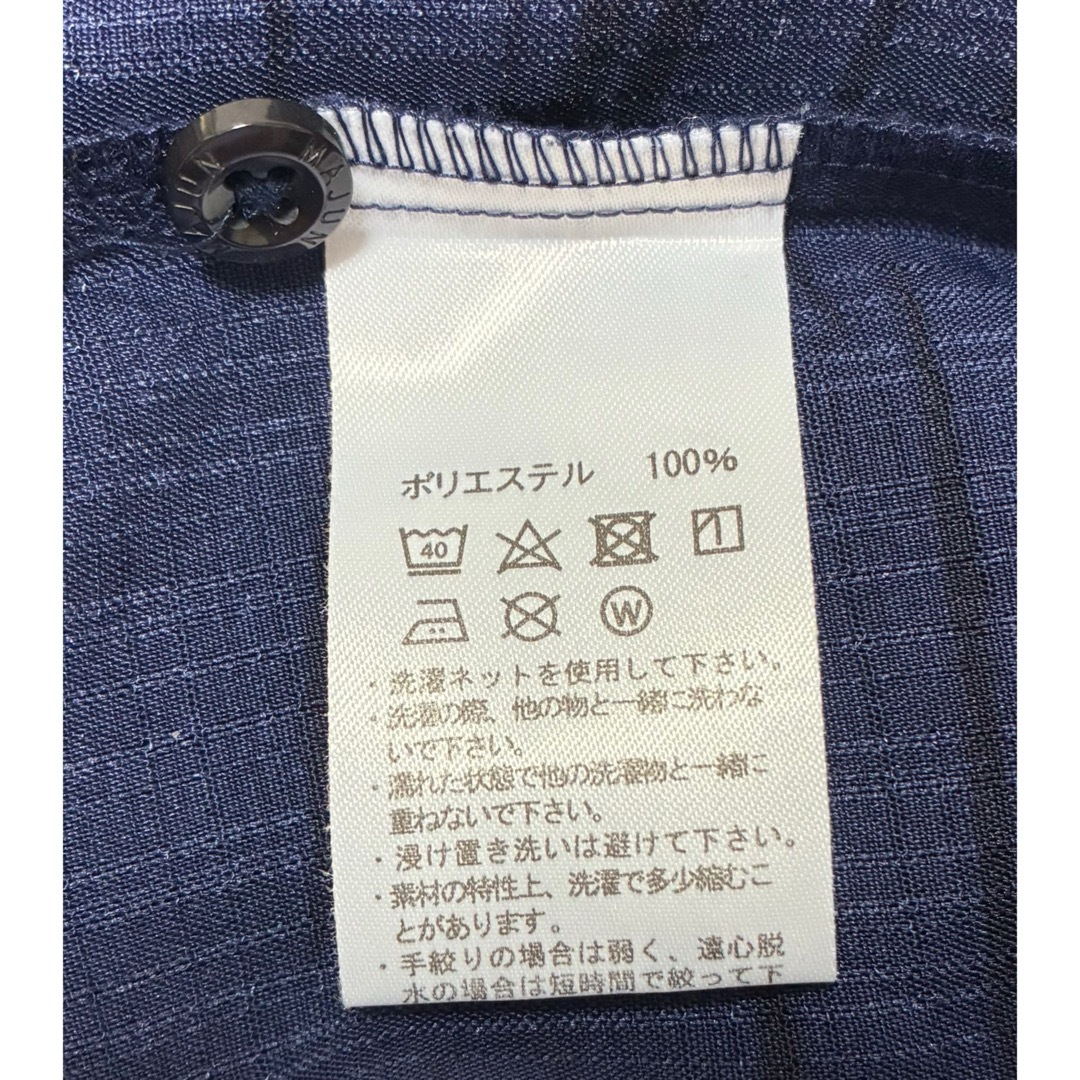 MAJUN
AJUN
ポリエステル 100%
40
W
・洗濯ネットを使用して下さい。
・洗濯の際、他の物と一緒に洗わな
いで下さい。
・濡れた状態で他の洗濯物と一緒に
重ねないで下さい。
・浸け置き洗いは避けて下さい。
・素材の特性上、洗濯で多少縮むこ
とがあります。
・手絞りの場合は弱く、遠心脱
水の場合は短時間で絞って下